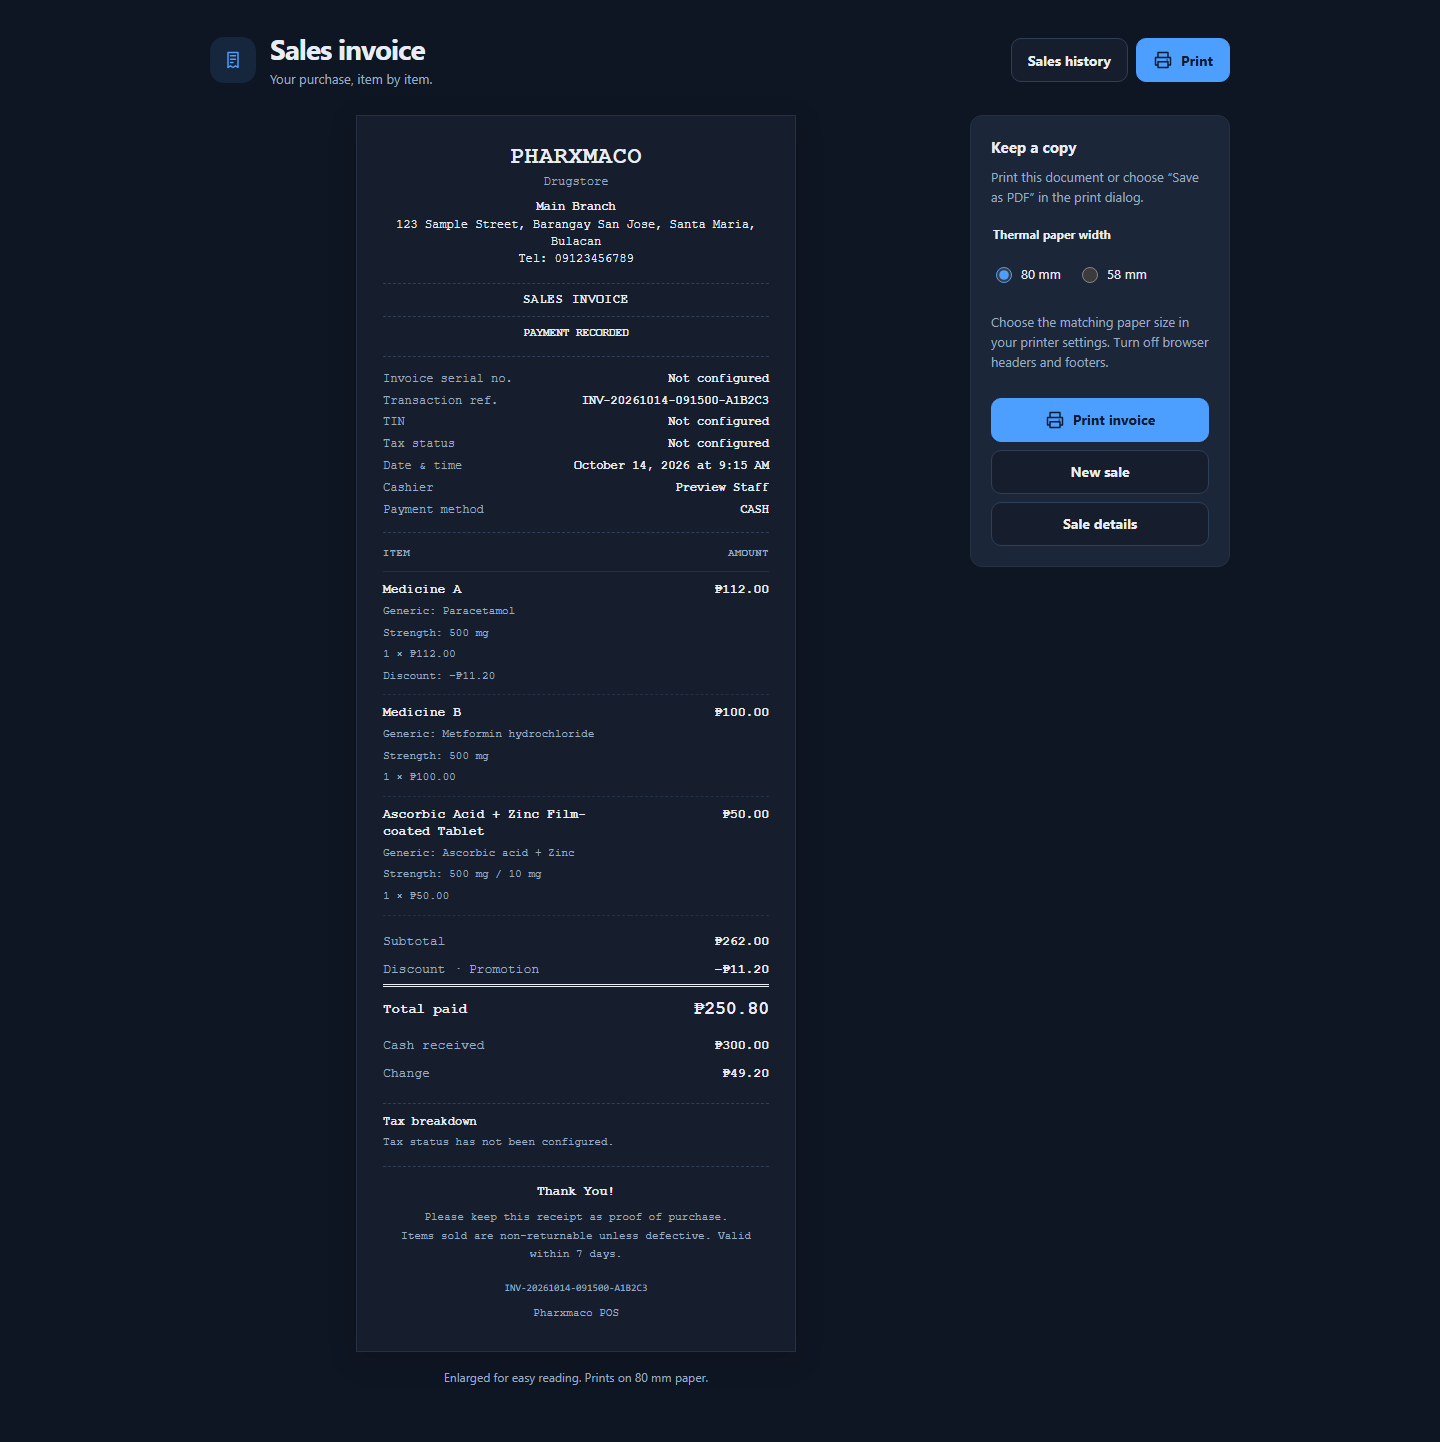 Sales invoice
Your purchase, item by item.
Sales history
Print
PHARXMACO
Drugstore
Main Branch
123 Sample Street, Barangay San Jose, Santa Maria,
Bulacan
Tel: 09123456789
SALES INVOICE
PAYMENT RECORDED
Invoice serial no. Not configured
Transaction ref. INV-20261014-091500-A1B2C3
TIN Not configured
Tax status Not configured
Date & time October 14, 2026 at 9:15 AM
Cashier Preview Staff
Payment method CASH
ITEM AMOUNT
Medicine A ₱112.00
Generic: Paracetamol
Strength: 500 mg
1 × ₱112.00
Discount: −₱11.20
Medicine B ₱100.00
Generic: Metformin hydrochloride
Strength: 500 mg
1 × ₱100.00
Ascorbic Acid + Zinc Film-
coated Tablet ₱50.00
Generic: Ascorbic acid + Zinc
Strength: 500 mg / 10 mg
1 × ₱50.00
Subtotal ₱262.00
Discount · Promotion −₱11.20
Total paid ₱250.80
Cash received ₱300.00
Change ₱49.20
Tax breakdown
Tax status has not been configured.
Thank You!
Please keep this receipt as proof of purchase.
Items sold are non-returnable unless defective. Valid
within 7 days.
INV-20261014-091500-A1B2C3
Pharxmaco POS
Enlarged for easy reading. Prints on 80 mm paper.
Keep a copy
Print this document or choose “Save
as PDF” in the print dialog.
Thermal paper width
80 mm 58 mm
Choose the matching paper size in
your printer settings. Turn off browser
headers and footers.
Print invoice
New sale
Sale details